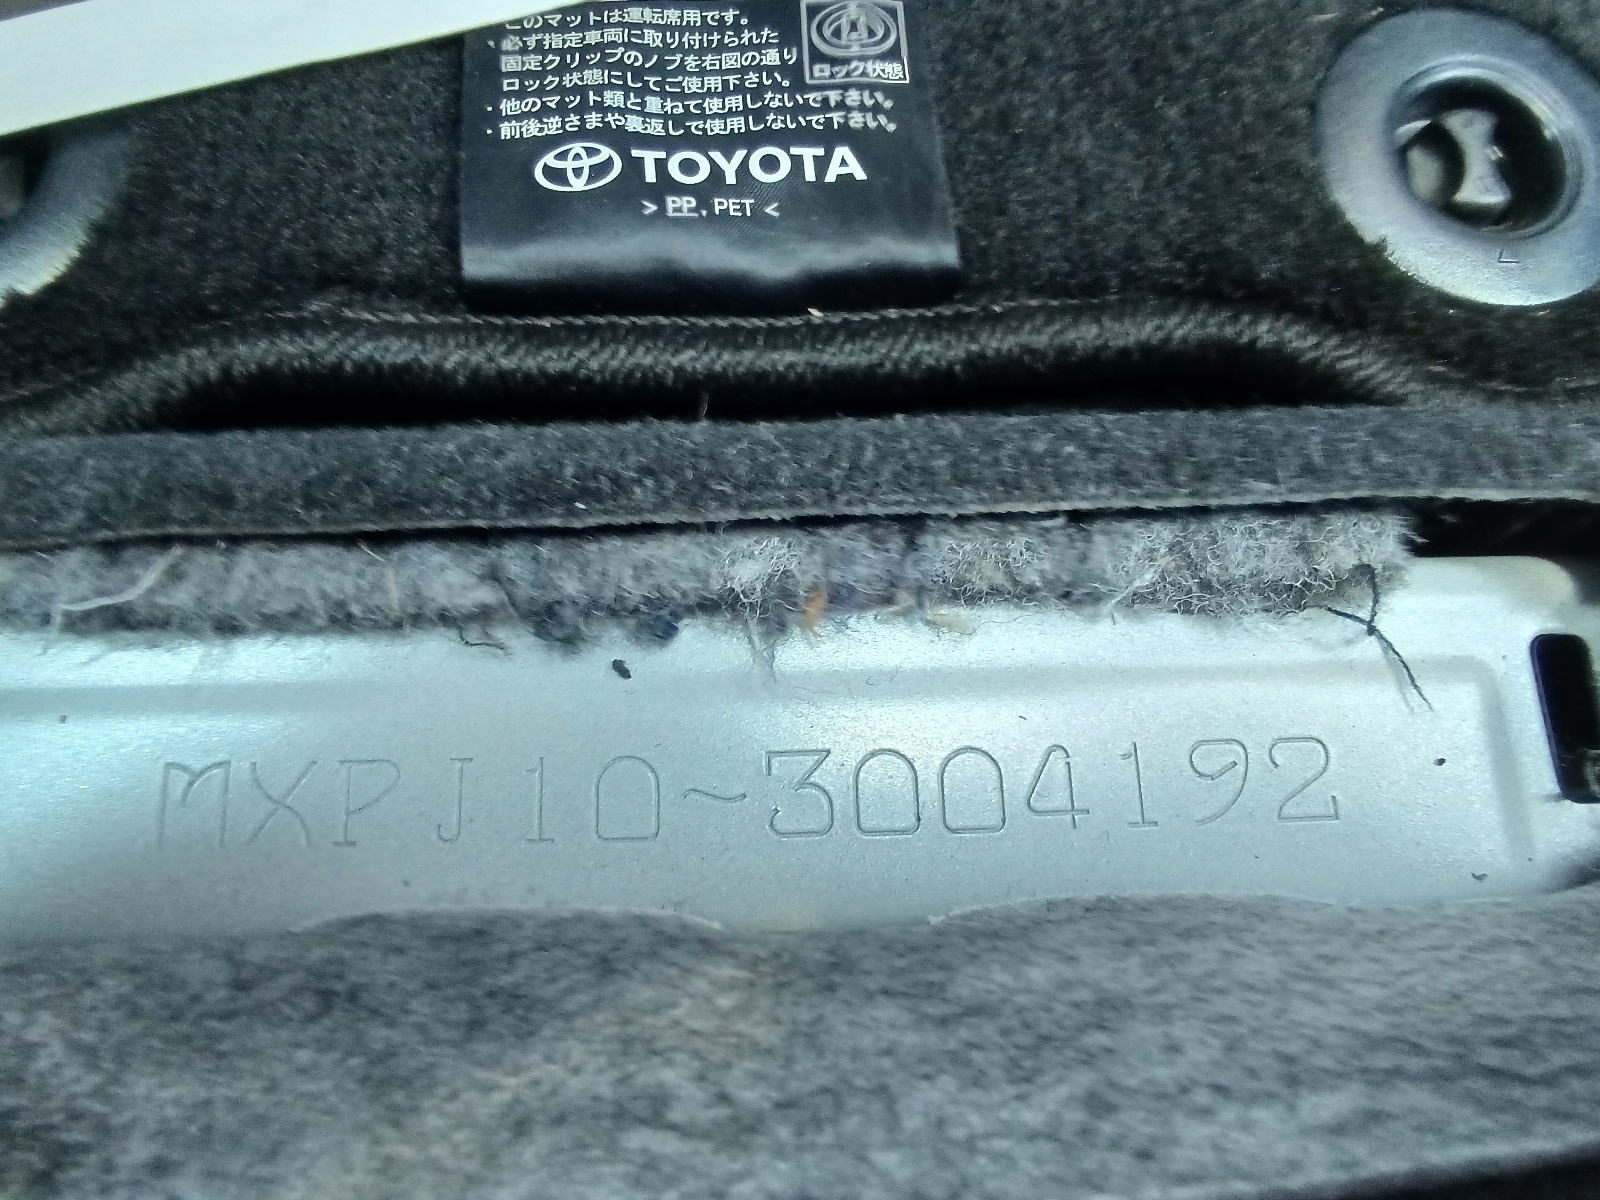 このマットは運転席用です。
・必ず指定車両に取り付けられた
固定クリップのノブを右図の通り
ロック状態にしてご使用下さい。
ロック状態
・他のマット類と重ねて使用しないで下さい。
・前後逆さまや裏返しで使用しないで下さい。
TOYOTA
> PP, PET <
L
MXPJ10~3004192